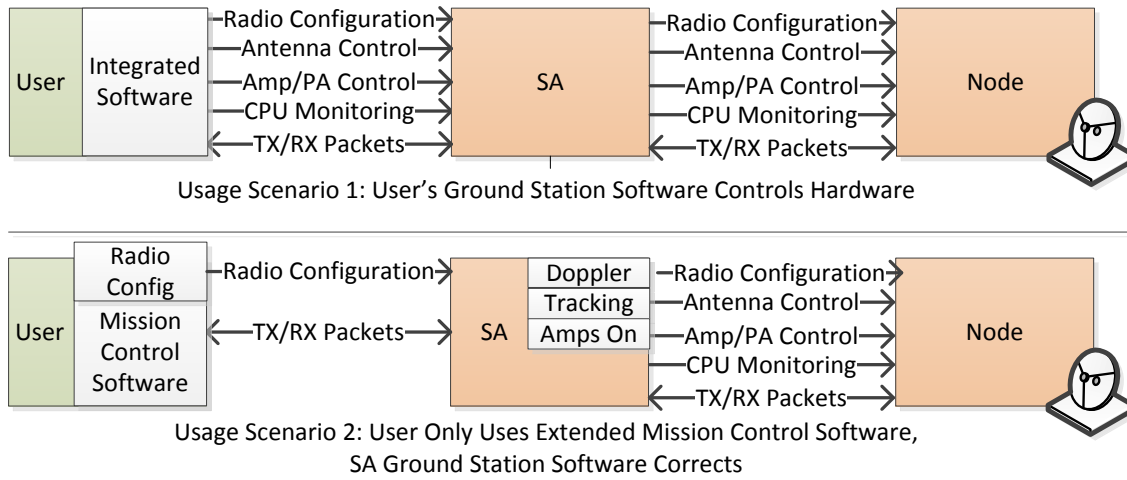 User
Integrated
Software
Radio Configuration
Antenna Control
Amp/PA Control
CPU Monitoring
TX/RX Packets
SA
Radio Configuration
Antenna Control
Amp/PA Control
CPU Monitoring
TX/RX Packets
Node
Usage Scenario 1: User's Ground Station Software Controls Hardware
User
Radio
Config
Mission
Control
Software
Radio Configuration
TX/RX Packets
SA
Doppler
Tracking
Amps On
Radio Configuration
Antenna Control
Amp/PA Control
CPU Monitoring
TX/RX Packets
Node
Usage Scenario 2: User Only Uses Extended Mission Control Software,
SA Ground Station Software Corrects